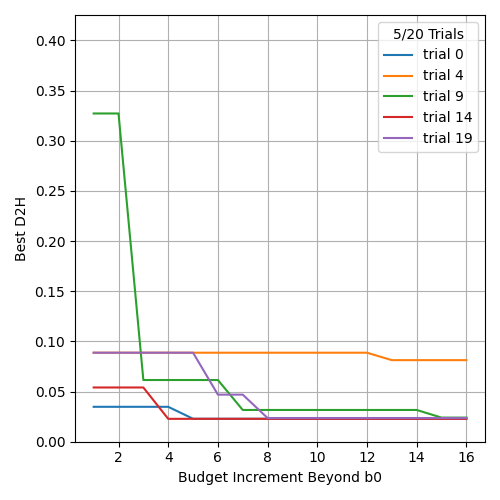 5/20 Trials
trial 0
trial 4
trial 9
trial 14
trial 19
0.40
0.35
0.30
0.25
0.20
0.15
0.10
0.05
0.00
Best D2H
2 4 6 8 10 12 14 16
Budget Increment Beyond b0